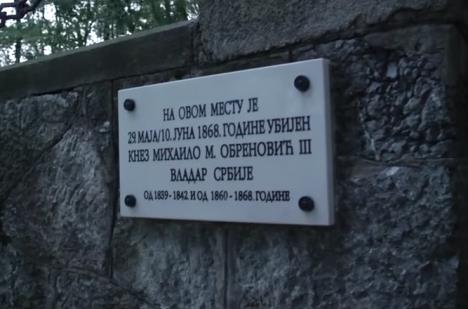 НА ОВОМ МЕСТУ ЈЕ
29. МАЈА/10. ЈУНА 1868. ГОДИНЕ УБИЈЕН
КНЕЗ МИХАИЛО М. ОБРЕНОВИЋ III
ВЛАДАР СРБИЈЕ
ОД 1839-1842. И ОД 1860-1868. ГОДИНЕ